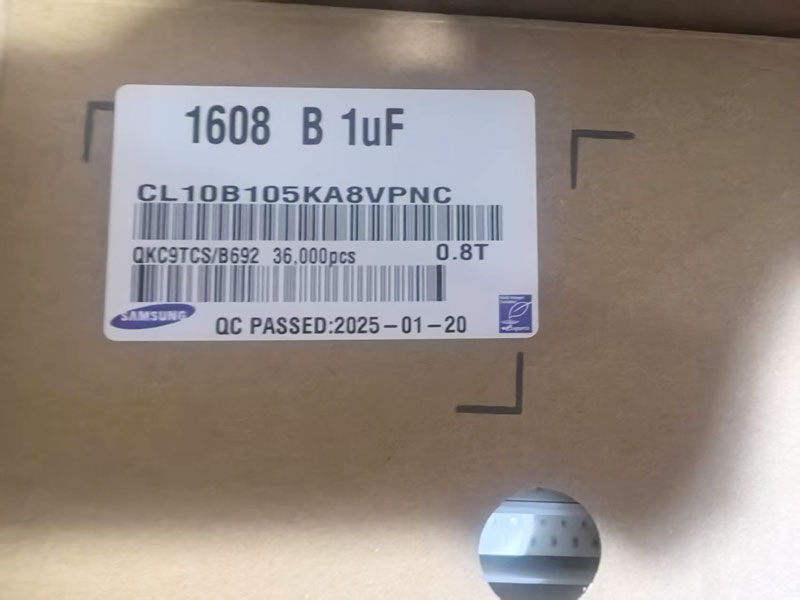 1608 B 1uF
CL10B105KA8VPNC
QKC9TCS/B692 36,000pcs 0.8T
SAMSUNG
QC PASSED:2025-01-20